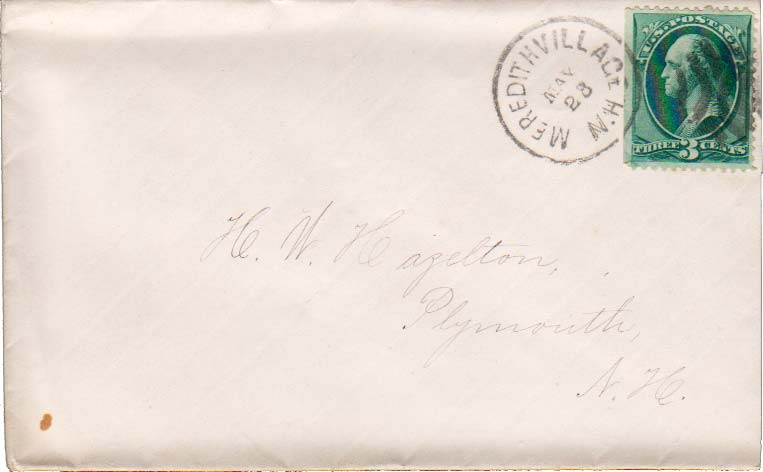 MEREDITH VILLAGE
MAY
28
N.H.
U.S. POSTAGE
THREE 3 CENTS
H. W. Hazelton,
Plymouth,
N. H.